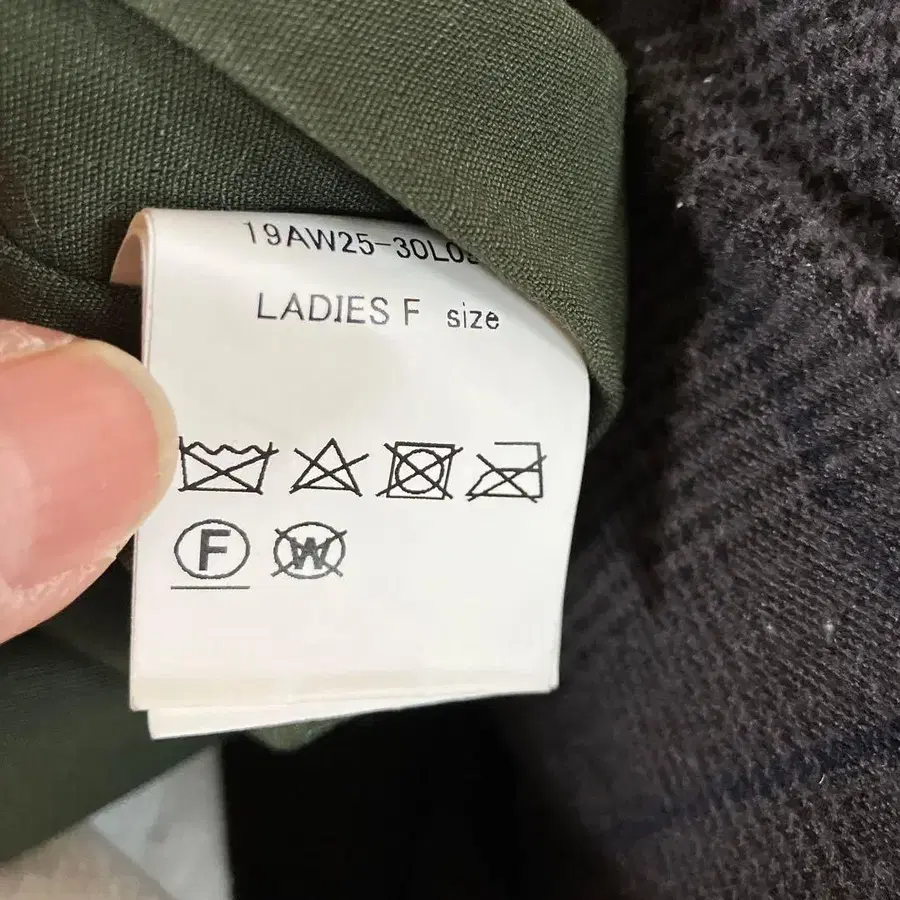 19AW25-30L0
LADIES F size
F
W